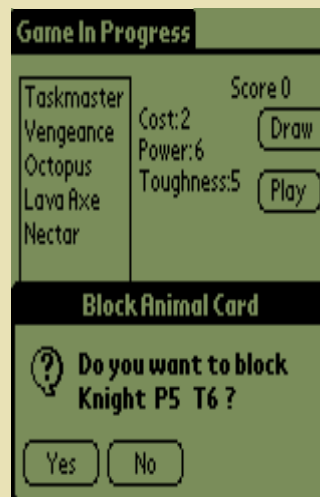 Game In Progress
Score 0
Taskmaster
Vengeance
Octopus
Lava Axe
Nectar
Cost:2
Power:6
Toughness:5
Draw
Play
Block Animal Card
Do you want to block
Knight P5 T6 ?
Yes
No